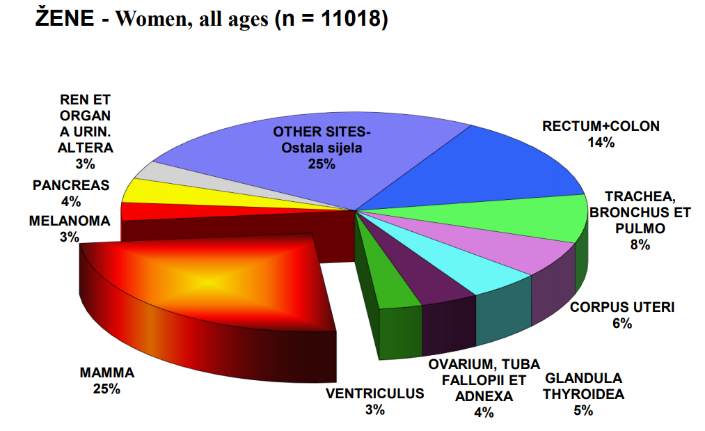 ŽENE - Women, all ages (n = 11018)
REN ET
ORGAN
A URIN.
ALTERA
3%
OTHER SITES-
Ostala sijela
25%
RECTUM+COLON
14%
PANCREAS
4%
MELANOMA
3%
TRACHEA,
BRONCHUS ET
PULMO
8%
CORPUS UTERI
6%
MAMMA
25%
VENTRICULUS
3%
OVARIUM, TUBA
FALLOPII ET
ADNEXA
4%
GLANDULA
THYROIDEA
5%